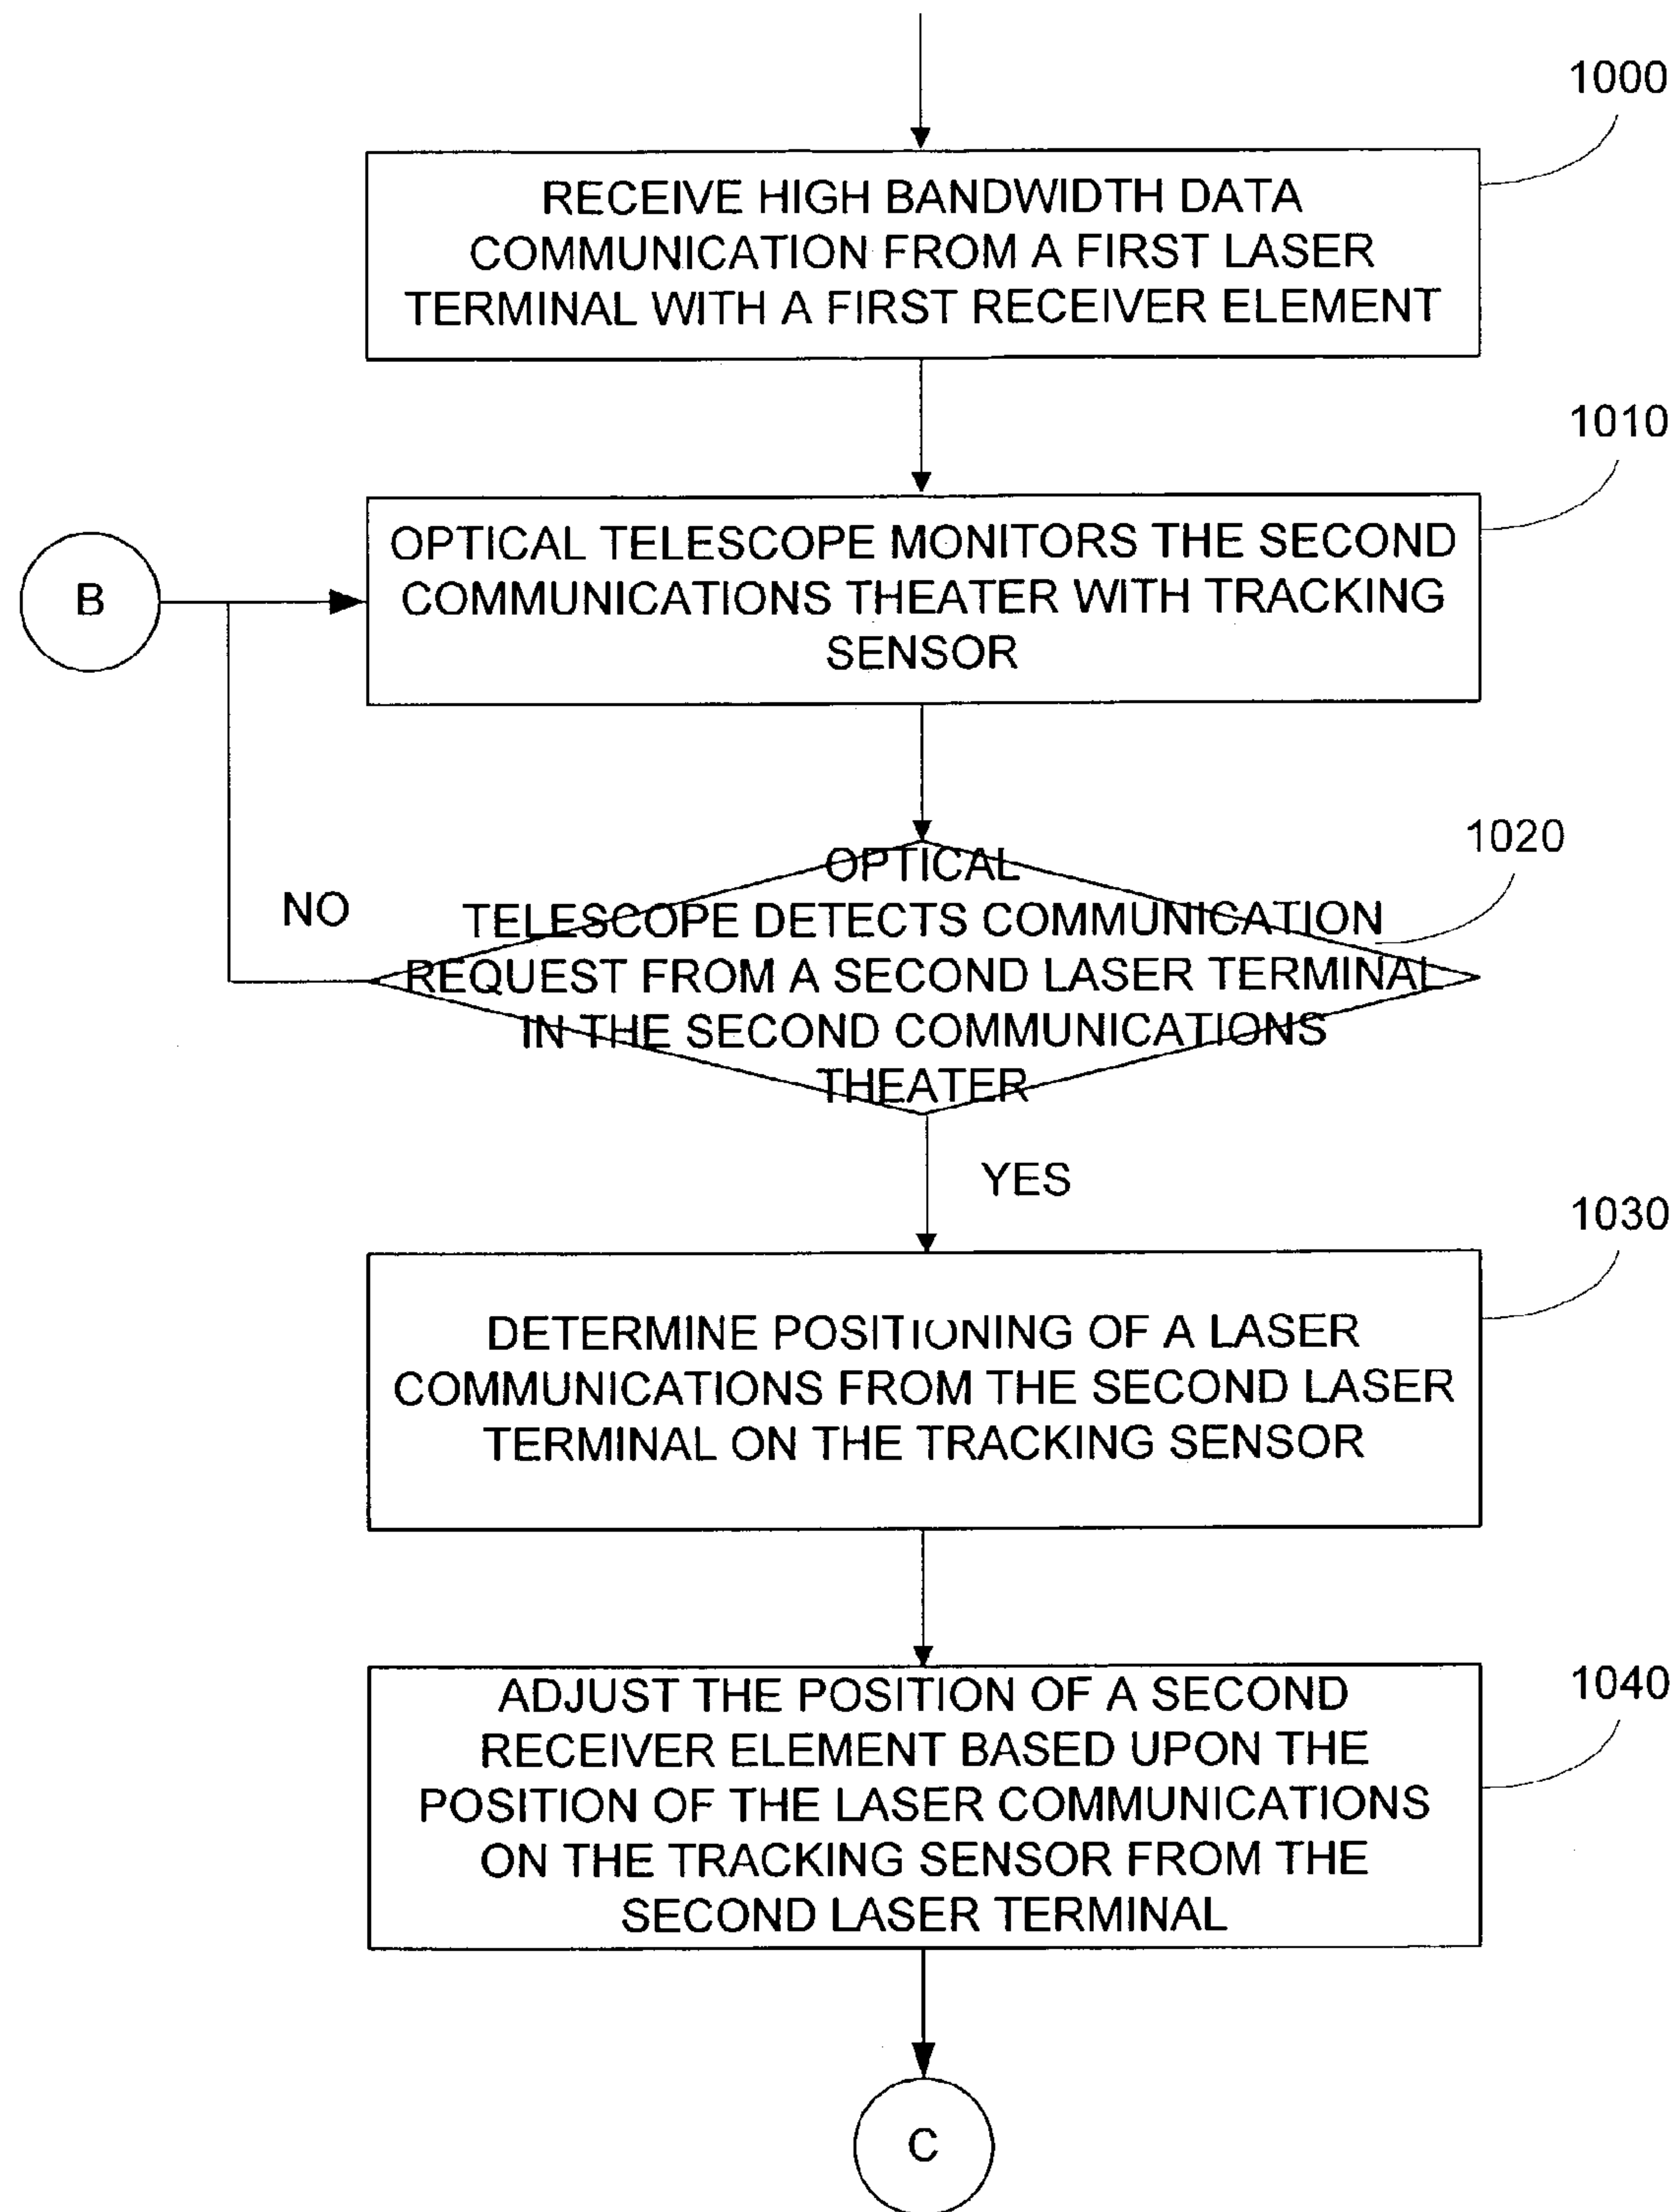 1000
RECEIVE HIGH BANDWIDTH DATA
COMMUNICATION FROM A FIRST LASER
TERMINAL WITH A FIRST RECEIVER ELEMENT
1010
OPTICAL TELESCOPE MONITORS THE SECOND
COMMUNICATIONS THEATER WITH TRACKING
SENSOR
B
1020
OPTICAL
TELESCOPE DETECTS COMMUNICATION
REQUEST FROM A SECOND LASER TERMINAL
IN THE SECOND COMMUNICATIONS
THEATER
NO
YES
1030
DETERMINE POSITIONING OF A LASER
COMMUNICATIONS FROM THE SECOND LASER
TERMINAL ON THE TRACKING SENSOR
1040
ADJUST THE POSITION OF A SECOND
RECEIVER ELEMENT BASED UPON THE
POSITION OF THE LASER COMMUNICATIONS
ON THE TRACKING SENSOR FROM THE
SECOND LASER TERMINAL
C